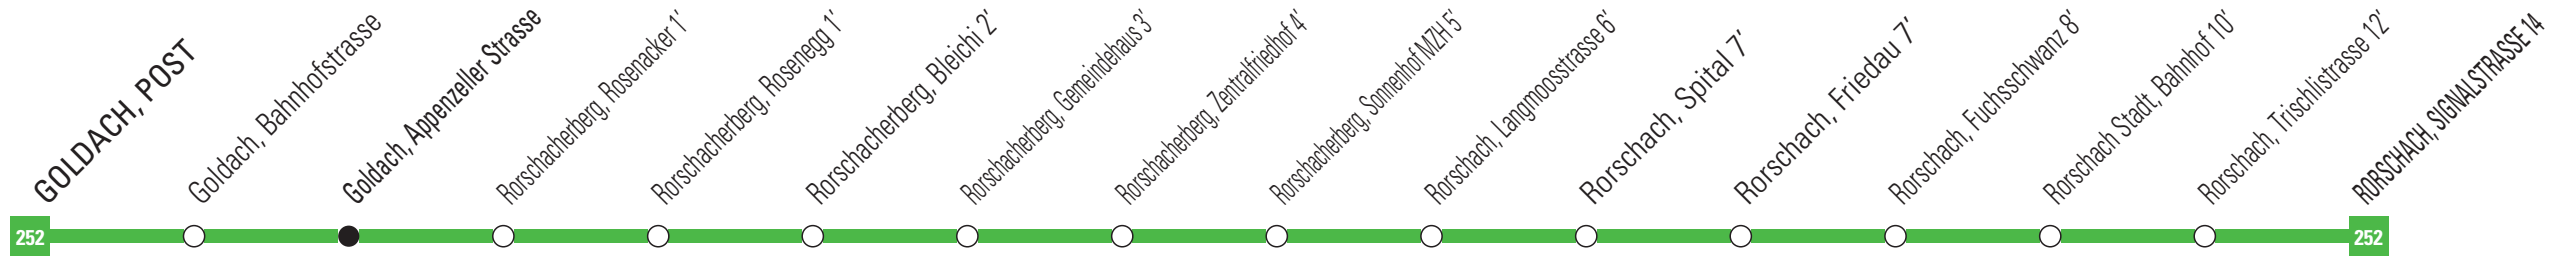 GOLDACH, POST
Goldach, Bahnhofstrasse
Goldach, Appenzeller Strasse
Rorschacherberg, Rosenacker 1'
Rorschacherberg, Rosenegg 1'
Rorschacherberg, Bleichi 2'
Rorschacherberg, Gemeindehaus 3'
Rorschacherberg, Zentralfriedhof 4'
Rorschacherberg, Sonnenhof MZH 5'
Rorschach, Langmoosstrasse 6'
Rorschach, Spital 7'
Rorschach, Friedau 7'
Rorschach, Fuchsschwanz 8'
Rorschach Stadt, Bahnhof 10'
Rorschach, Trischlistrasse 12'
RORSCHACH, SIGNALSTRASSE 14
252
252